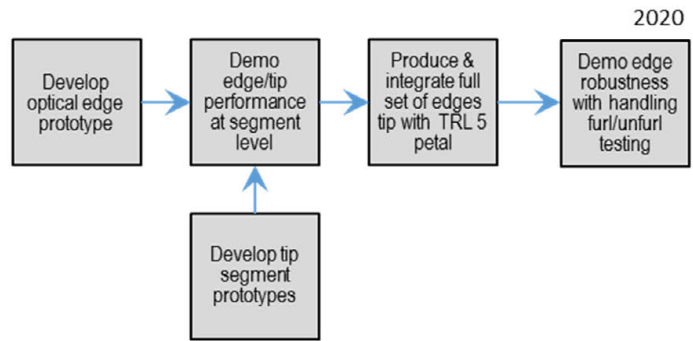 2020
Develop
optical edge
prototype
Demo
edge/tip
performance
at segment
level
Produce &
integrate full
set of edges
tip with TRL 5
petal
Demo edge
robustness
with handling
furl/unfurl
testing
Develop tip
segment
prototypes